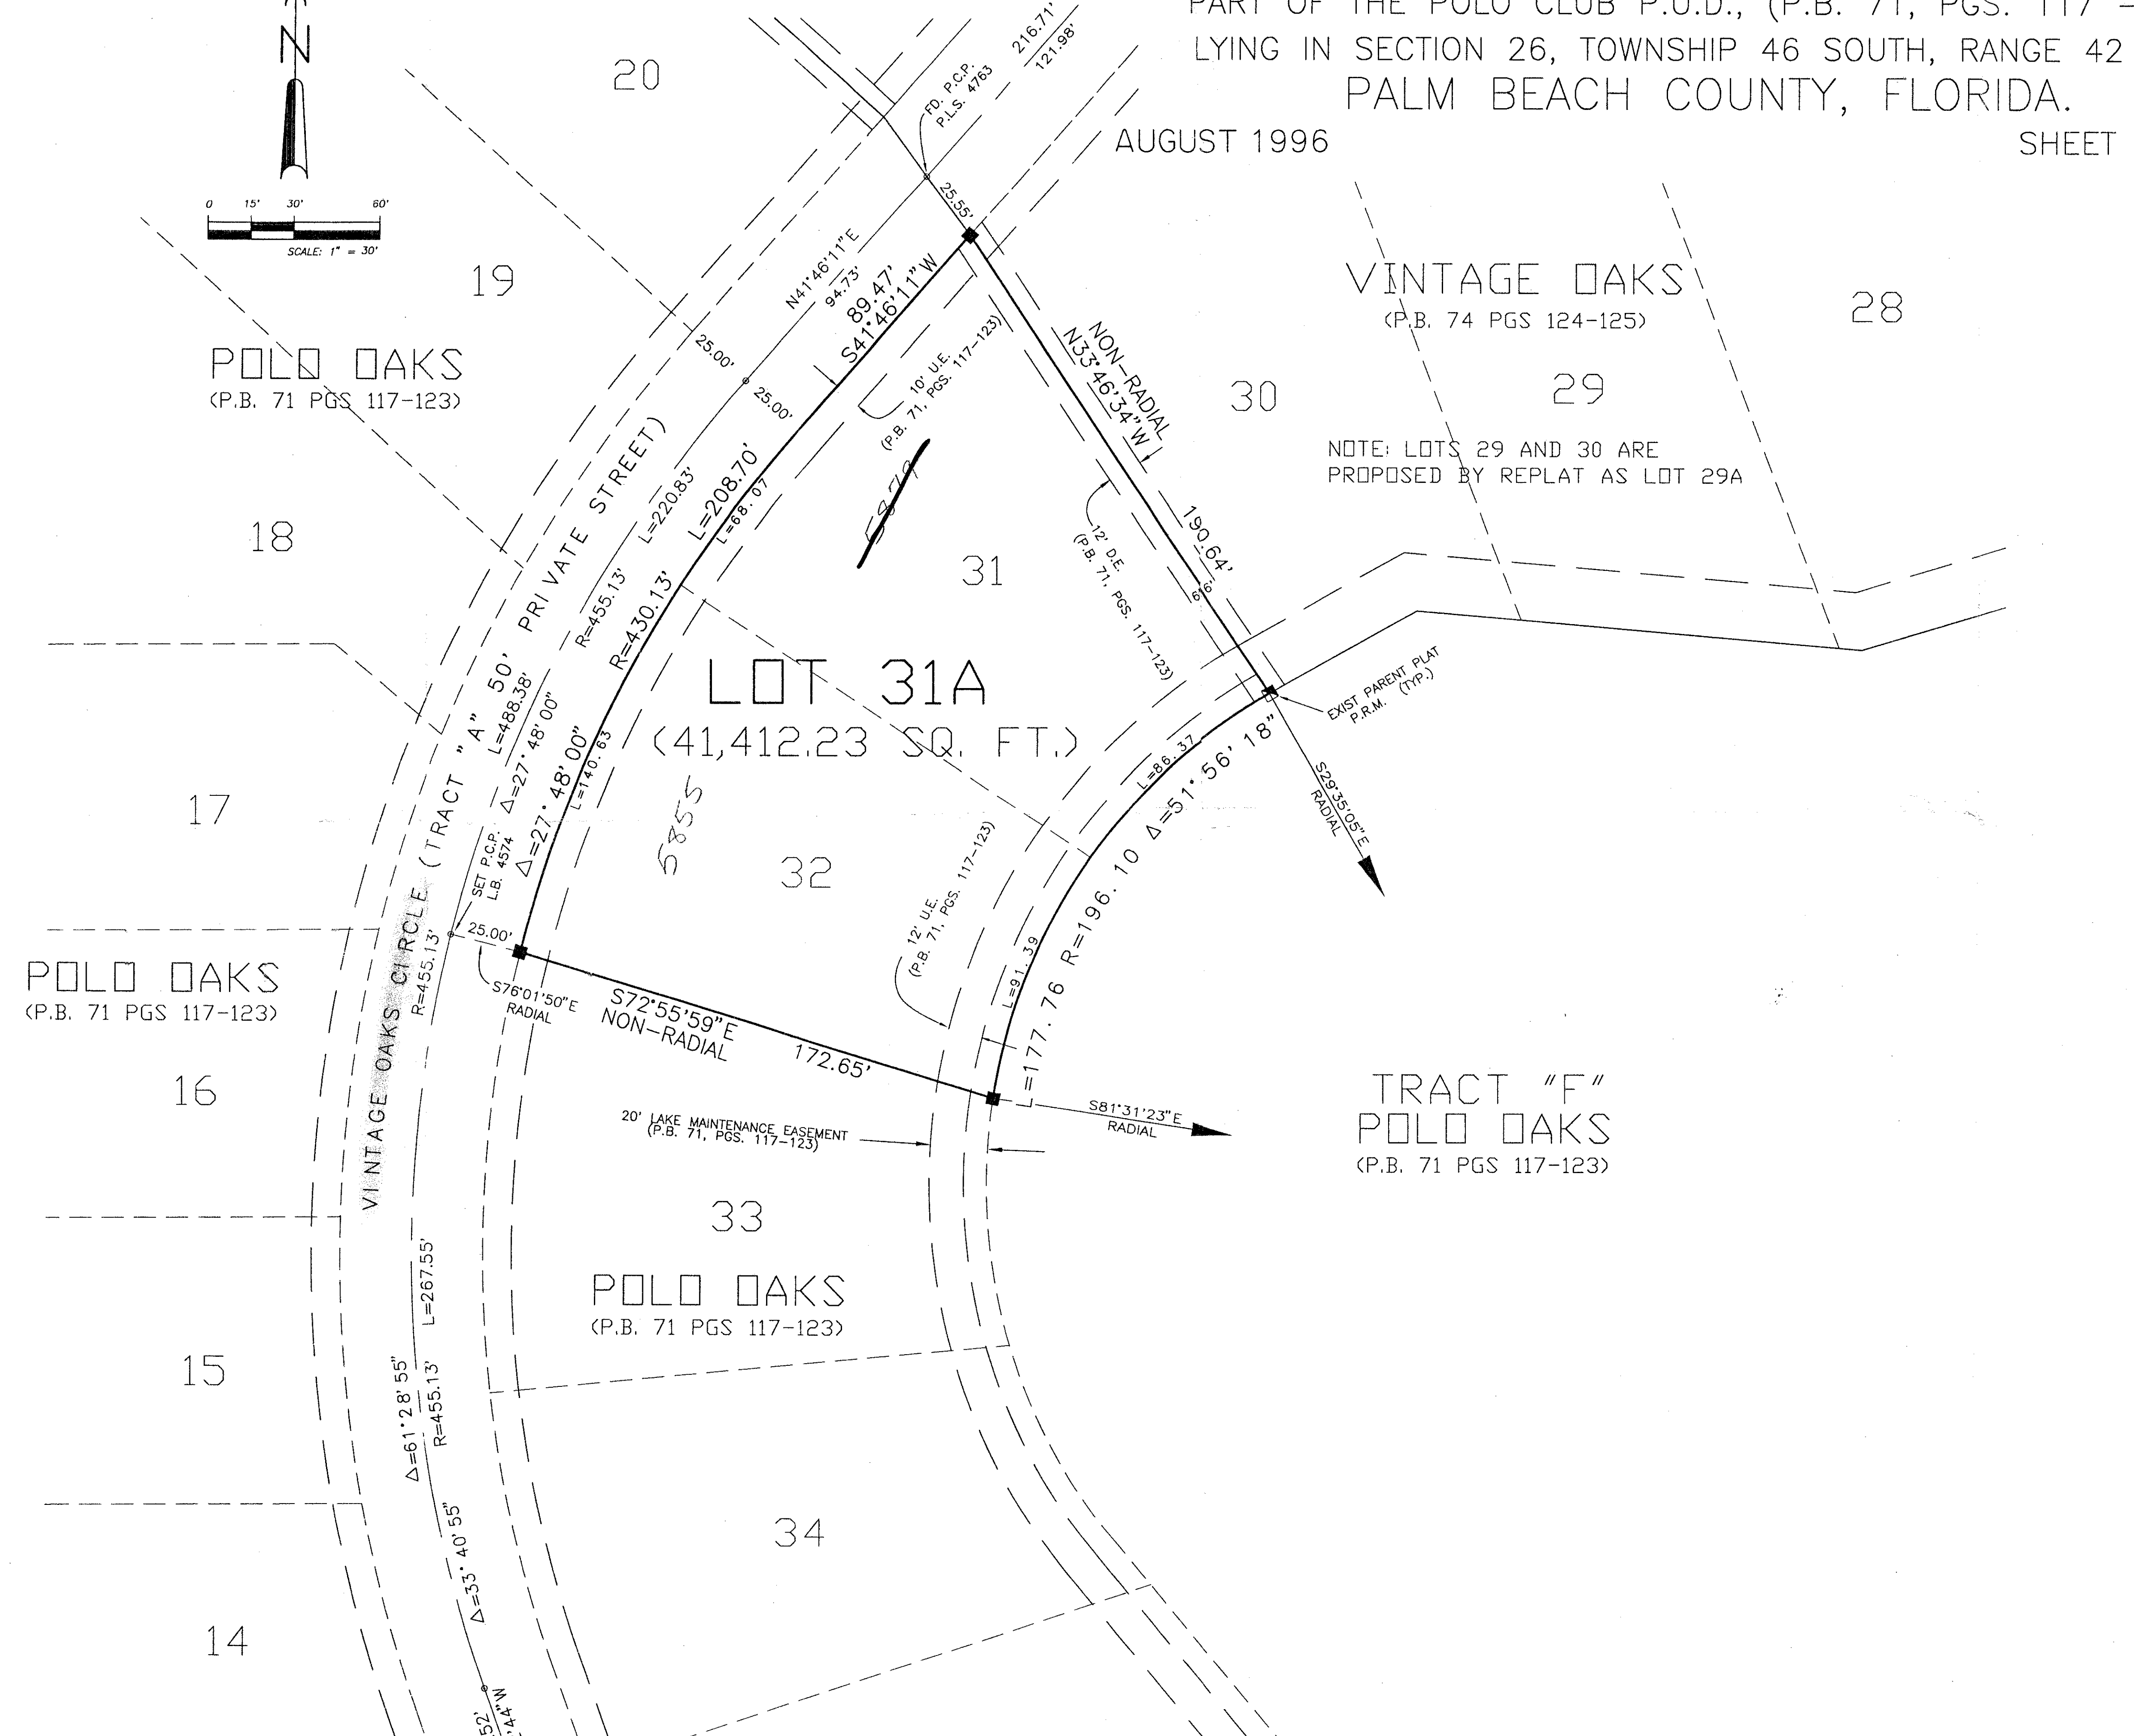 PART OF THE POLO CLUB P.U.D., (P.B. 71, PGS. 117 -
LYING IN SECTION 26, TOWNSHIP 46 SOUTH, RANGE 42
PALM BEACH COUNTY, FLORIDA.
AUGUST 1996
SHEET
N
0 15' 30' 60'
SCALE: 1" = 30'
20
FD. P.C.P.
P.L.S. 4763
216.71'
121.98'
25.55'
19
N41°46'11"E
94.73'
89.47'
S41°46'11"W
VINTAGE OAKS
(P.B. 74 PGS 124-125)
28
POLO OAKS
(P.B. 71 PGS 117-123)
25.00'
25.00'
10' U.E.
(P.B. 71, PGS. 117-123)
NON-RADIAL
N33°46'34"W
30
29
NOTE: LOTS 29 AND 30 ARE
PROPOSED BY REPLAT AS LOT 29A
18
L=220.83'
R=455.13'
L=208.70'
L=68.07
R=430.13'
31
12' D.E.
(P.B. 71, PGS. 117-123)
190.64'
6'
6'
VINTAGE OAKS CIRCLE (TRACT "A" 50' PRIVATE STREET)
L=488.38'
Δ=27°48'00"
Δ=27°48'00"
L=140.63
LOT 31A
(41,412.23 SQ. FT.)
5855
EXIST PARENT PLAT
P.R.M. (TYP.)
S29°35'05"E
RADIAL
17
SET P.C.P.
L.B. 4574
32
12' U.E.
(P.B. 71, PGS. 117-123)
L=86.37
L=91.39
L=177.76 R=196.10 Δ=51°56'18"
25.00'
R=455.13'
S76°01'50"E
RADIAL
POLO OAKS
(P.B. 71 PGS 117-123)
S72°55'59"E
NON-RADIAL
172.65'
16
20' LAKE MAINTENANCE EASEMENT
(P.B. 71, PGS. 117-123)
S81°31'23"E
RADIAL
TRACT "F"
POLO OAKS
(P.B. 71 PGS 117-123)
33
POLO OAKS
(P.B. 71 PGS 117-123)
L=267.55'
R=455.13'
Δ=61°28'55"
15
34
Δ=33°40'55"
14
52'
'44"W